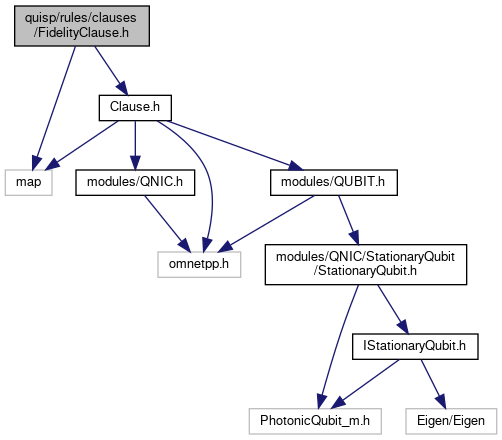 quisp/rules/clauses
/FidelityClause.h
Clause.h
map
modules/QNIC.h
modules/QUBIT.h
omnetpp.h
modules/QNIC/StationaryQubit
/StationaryQubit.h
IStationaryQubit.h
PhotonicQubit_m.h
Eigen/Eigen